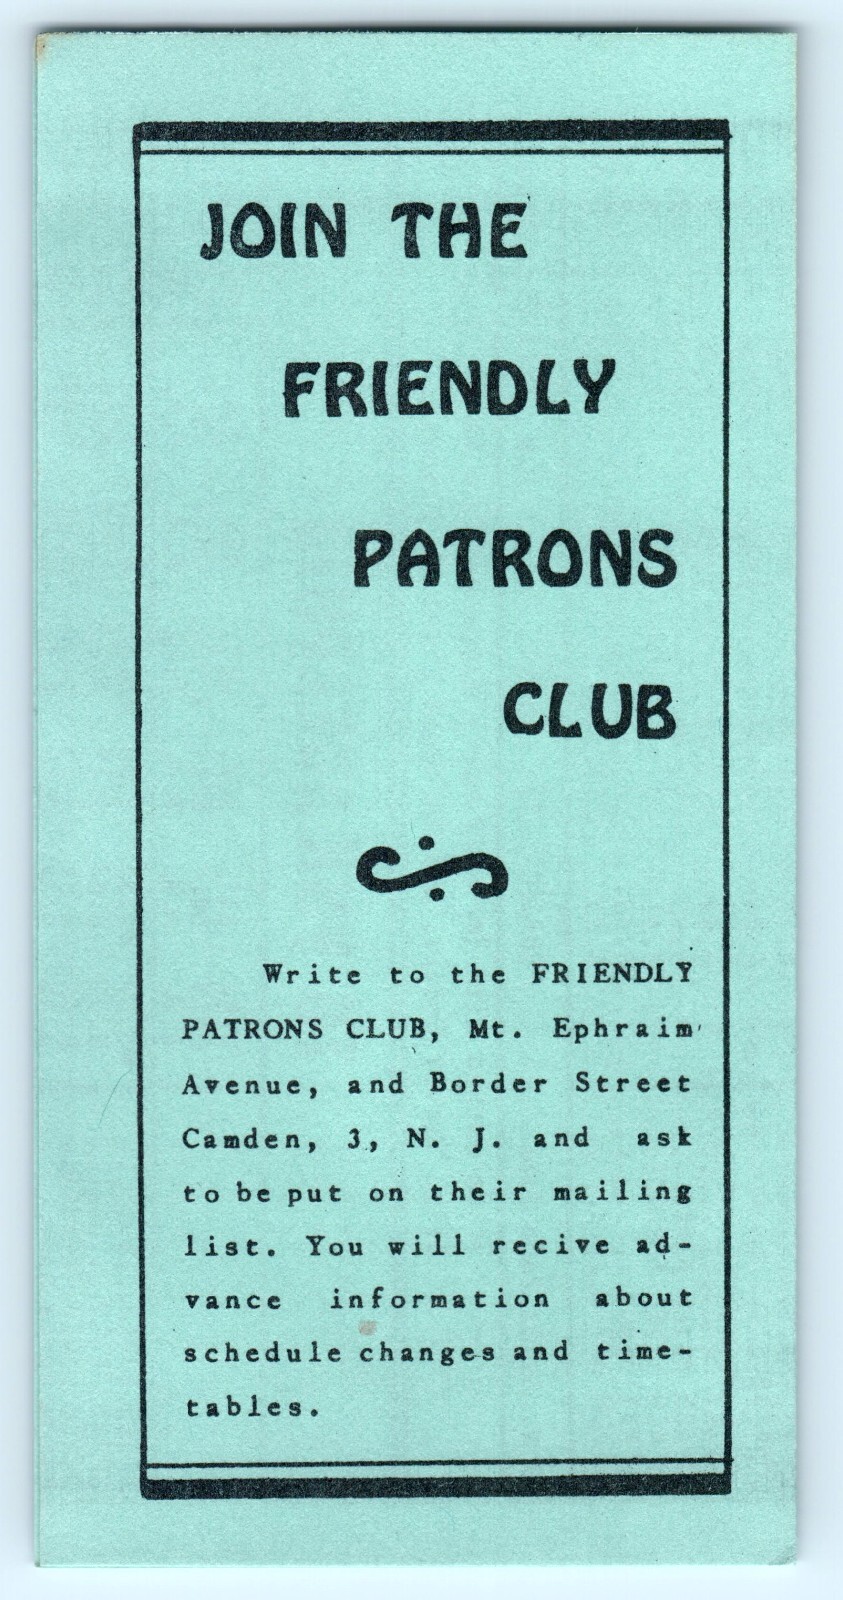 JOIN THE
FRIENDLY
PATRONS
CLUB
Write to the FRIENDLY
PATRONS CLUB, Mt. Ephraim
Avenue, and Border Street
Camden, 3, N. J. and ask
to be put on their mailing
list. You will recive ad-
vance information about
schedule changes and time-
tables.